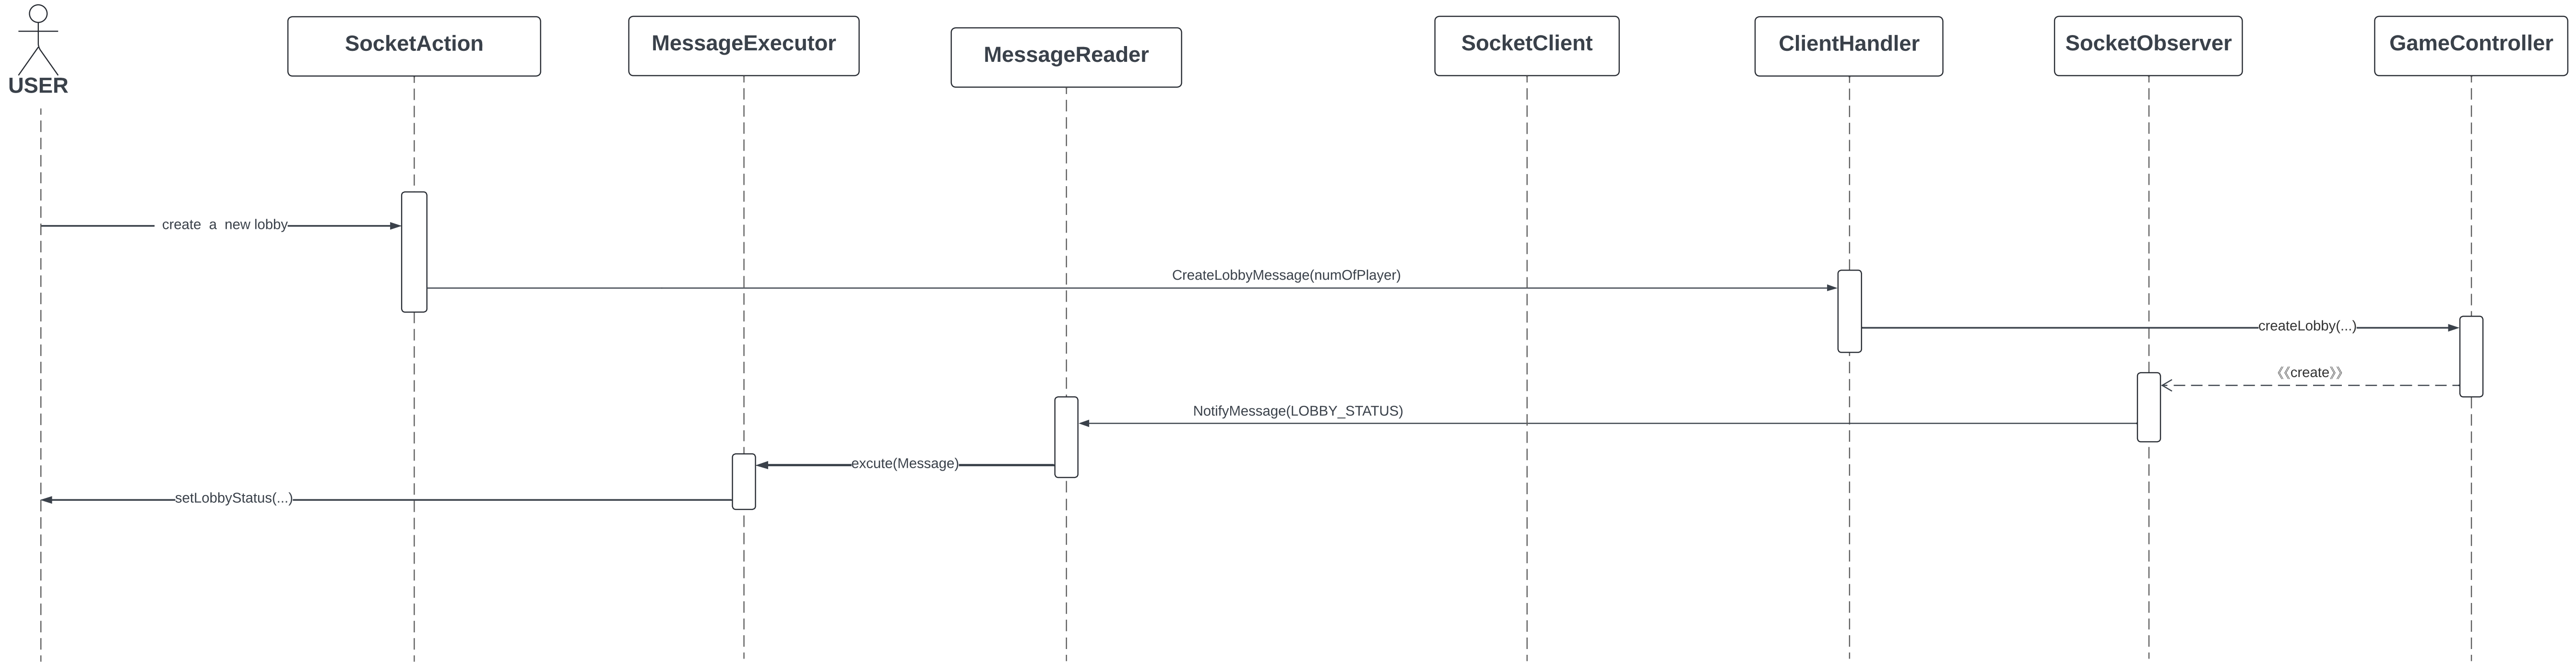 USER
SocketAction
MessageExecutor
MessageReader
SocketClient
ClientHandler
SocketObserver
GameController
create a new lobby
CreateLobbyMessage(numOfPlayer)
createLobby(...)
《《create》》
NotifyMessage(LOBBY_STATUS)
excute(Message)
setLobbyStatus(...)